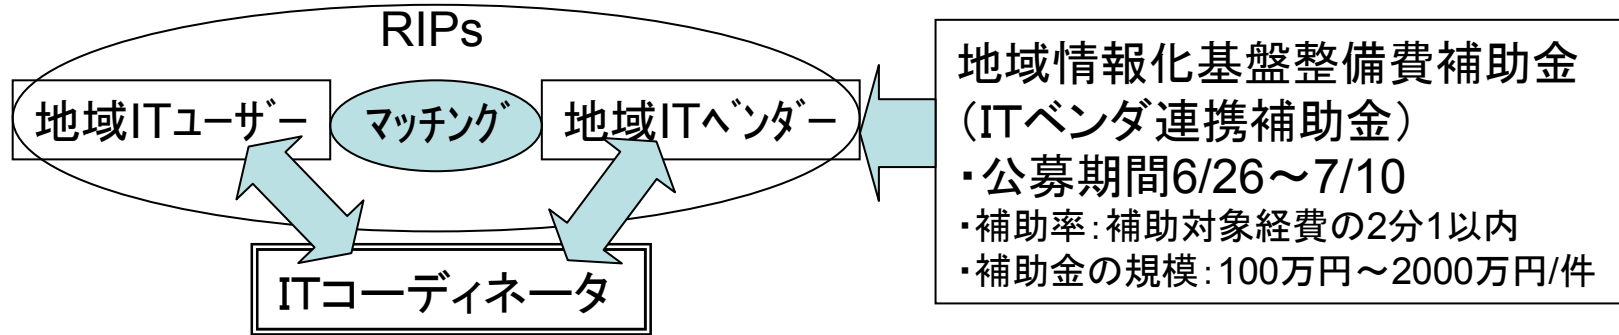 RIPs
地域ITユーザー
マッチング
地域ITベンダー
ITコーディネータ
地域情報化基盤整備費補助金
（ITベンダ連携補助金）
・公募期間6/26～7/10
・補助率：補助対象経費の2分1以内
・補助金の規模：100万円～2000万円/件